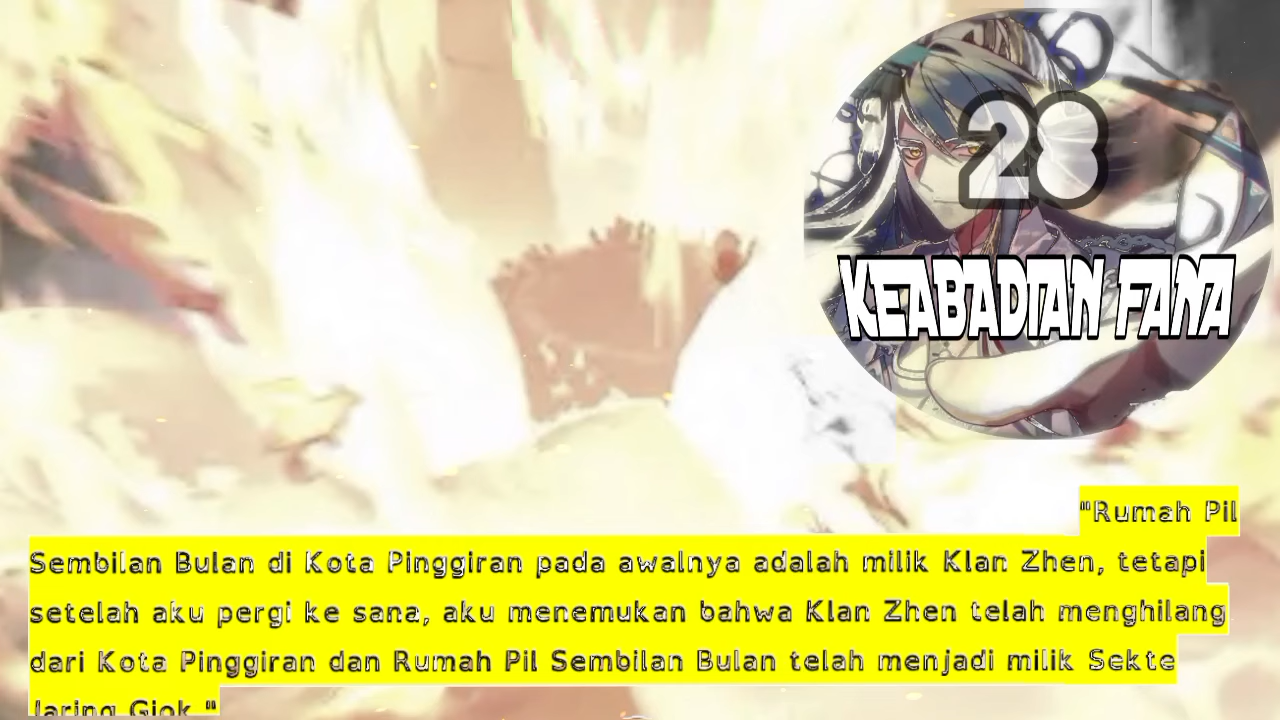 28
KEABADIAN FANA
"Rumah Pil
Sembilan Bulan di Kota Pinggiran pada awalnya adalah milik Klan Zhen, tetapi
setelah aku pergi ke sana, aku menemukan bahwa Klan Zhen telah menghilang
dari Kota Pinggiran dan Rumah Pil Sembilan Bulan telah menjadi milik Sekte
Jaring Giok."